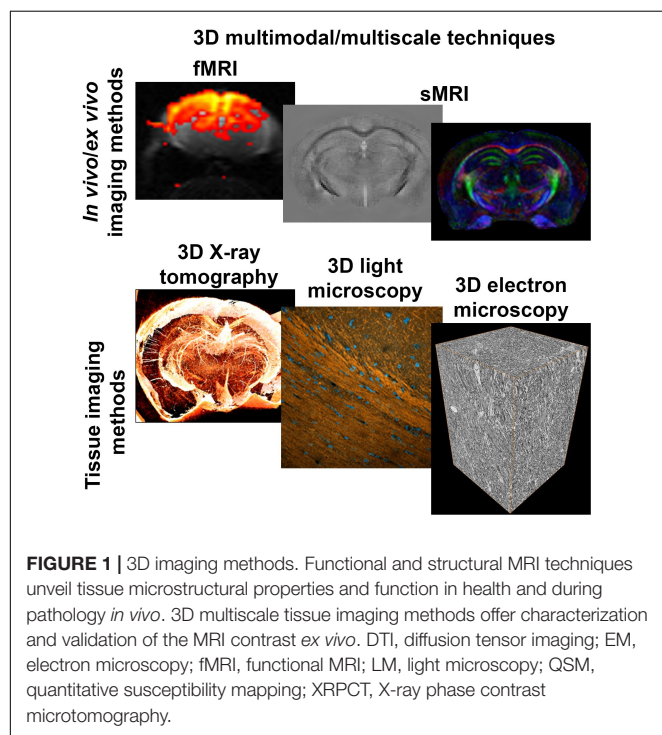 3D multimodal/multiscale techniques
fMRI
sMRI
In vivo/ex vivo
imaging methods
3D X-ray
tomography
3D light
microscopy
3D electron
microscopy
Tissue imaging
methods
FIGURE 1 | 3D imaging methods. Functional and structural MRI techniques
unveil tissue microstructural properties and function in health and during
pathology in vivo. 3D multiscale tissue imaging methods offer characterization
and validation of the MRI contrast ex vivo. DTI, diffusion tensor imaging; EM,
electron microscopy; fMRI, functional MRI; LM, light microscopy; QSM,
quantitative susceptibility mapping; XRPCT, X-ray phase contrast
microtomography.